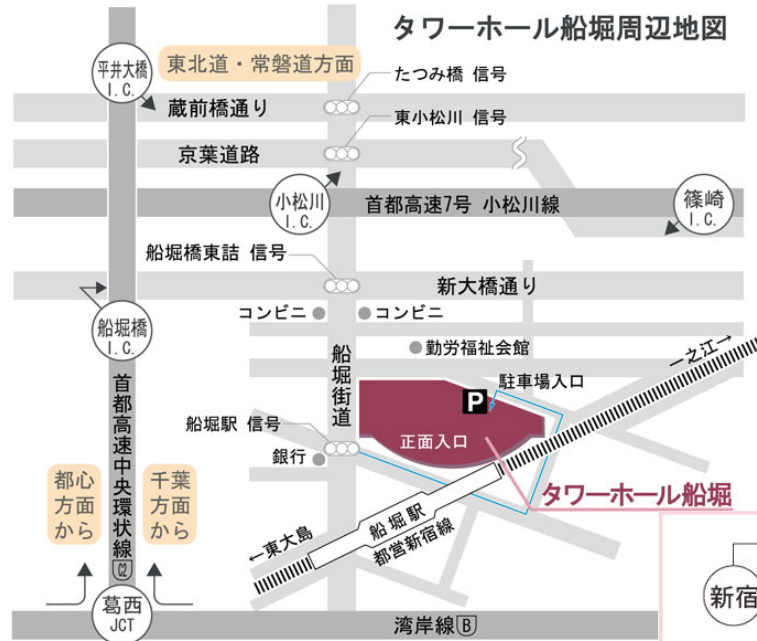 タワーホール船堀周辺地図
平井大橋
I.C.
東北道・常磐道方面
たつみ橋 信号
蔵前橋通り
東小松川 信号
京葉道路
小松川
I.C.
首都高速7号 小松川線
篠崎
I.C.
船堀橋東詰 信号
新大橋通り
コンビニ
コンビニ
船堀橋
I.C.
船堀街道
勤労福祉会館
一之江→
駐車場入口
P
首都高速中央環状線
C2
船堀駅 信号
正面入口
銀行
都心
方面
から
千葉
方面
から
タワーホール船堀
船堀駅
都営新宿線
←東大島
葛西
JCT
湾岸線
B
新宿